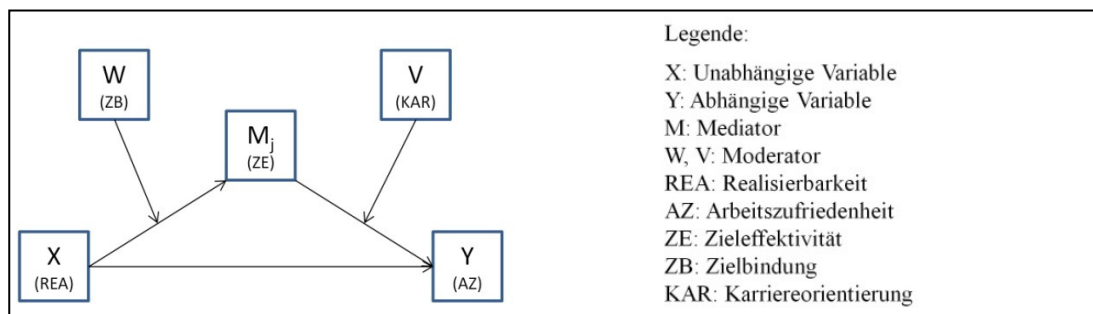 W
(ZB)
V
(KAR)
Mj
(ZE)
X
(REA)
Y
(AZ)
Legende:
X: Unabhängige Variable
Y: Abhängige Variable
M: Mediator
W, V: Moderator
REA: Realisierbarkeit
AZ: Arbeitszufriedenheit
ZE: Zieleffektivität
ZB: Zielbindung
KAR: Karriereorientierung